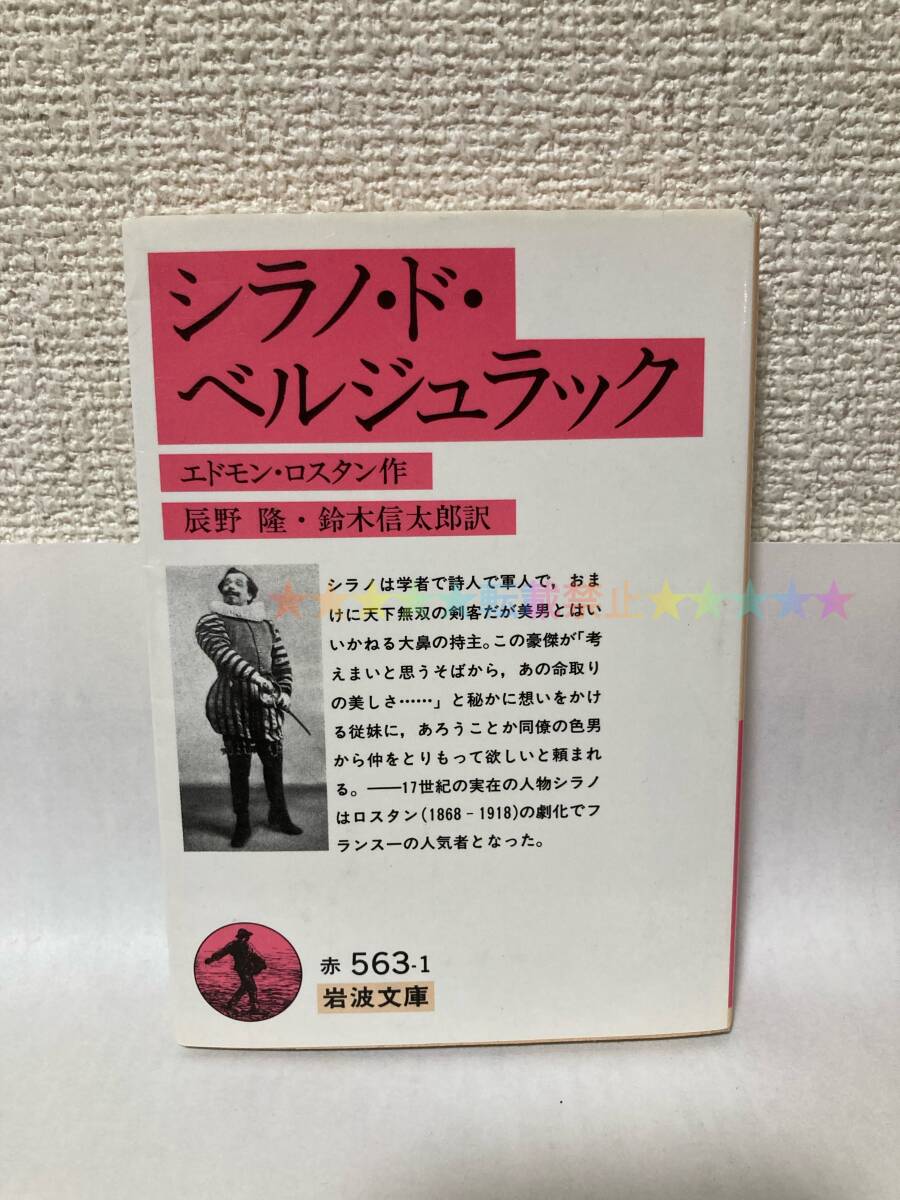 シラノ・ド・
ベルジュラック
エドモン・ロスタン作
辰野 隆・鈴木信太郎訳
シラノは学者で詩人で軍人で，おま
けに天下無双の剣客だが美男とはい
いかねる大鼻の持主。この豪傑が「考
えまいと思うそばから，あの命取り
の美しさ……」と秘かに想いをかけ
る従妹に，あろうことか同僚の色男
から仲をとりもって欲しいと頼まれ
る。——17世紀の実在の人物シラノ
はロスタン(1868－1918)の劇化でフ
ランス一の人気者となった。
★★★★★転載禁止★★★★★
赤 563-1
岩波文庫